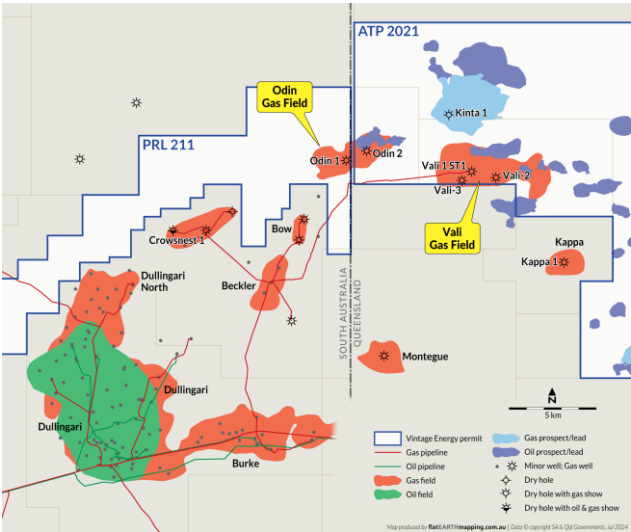 ATP 2021
Odin
Gas Field
Kinta 1
PRL 211
Odin 1
Odin 2
Vali 1 ST1
Vali-2
Vali-3
Vali
Gas Field
Crowsnest 1
Bow
Kappa
Kappa 1
Beckler
Dullingari
North
SOUTH AUSTRALIA
QUEENSLAND
Montegue
Dullingari
Dullingari
Burke
N
5 km
Vintage Energy permit
Gas pipeline
Oil pipeline
Gas field
Oil field
Gas prospect/lead
Oil prospect/lead
Minor well; Gas well
Dry hole
Dry hole with gas show
Dry hole with oil & gas show
Map produced by flatEARTHmapping.com.au | Data © copyright SA & Qld Governments, Jul 2024